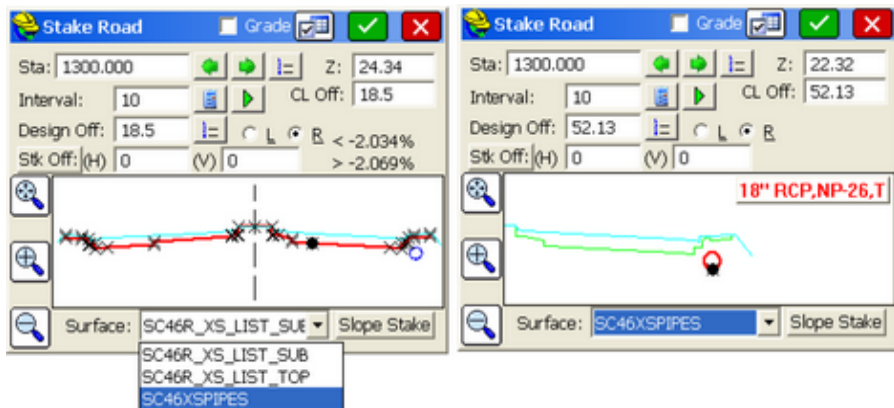 Stake Road
Grade
Sta: 1300.000
Z: 24.34
Interval: 10
CL Off: 18.5
Design Off: 18.5
L R
< -2.034%
Stk Off: (H) 0 (V) 0
> -2.069%
Surface: SC46R_XS_LIST_SUE
Slope Stake
SC46R_XS_LIST_SUB
SC46R_XS_LIST_TOP
SC46XSPIPES
Stake Road
Grade
Sta: 1300.000
Z: 22.32
Interval: 10
CL Off: 52.13
Design Off: 52.13
L R
Stk Off: (H) 0 (V) 0
18" RCP,NP-26,T
Surface: SC46XSPIPES
Slope Stake